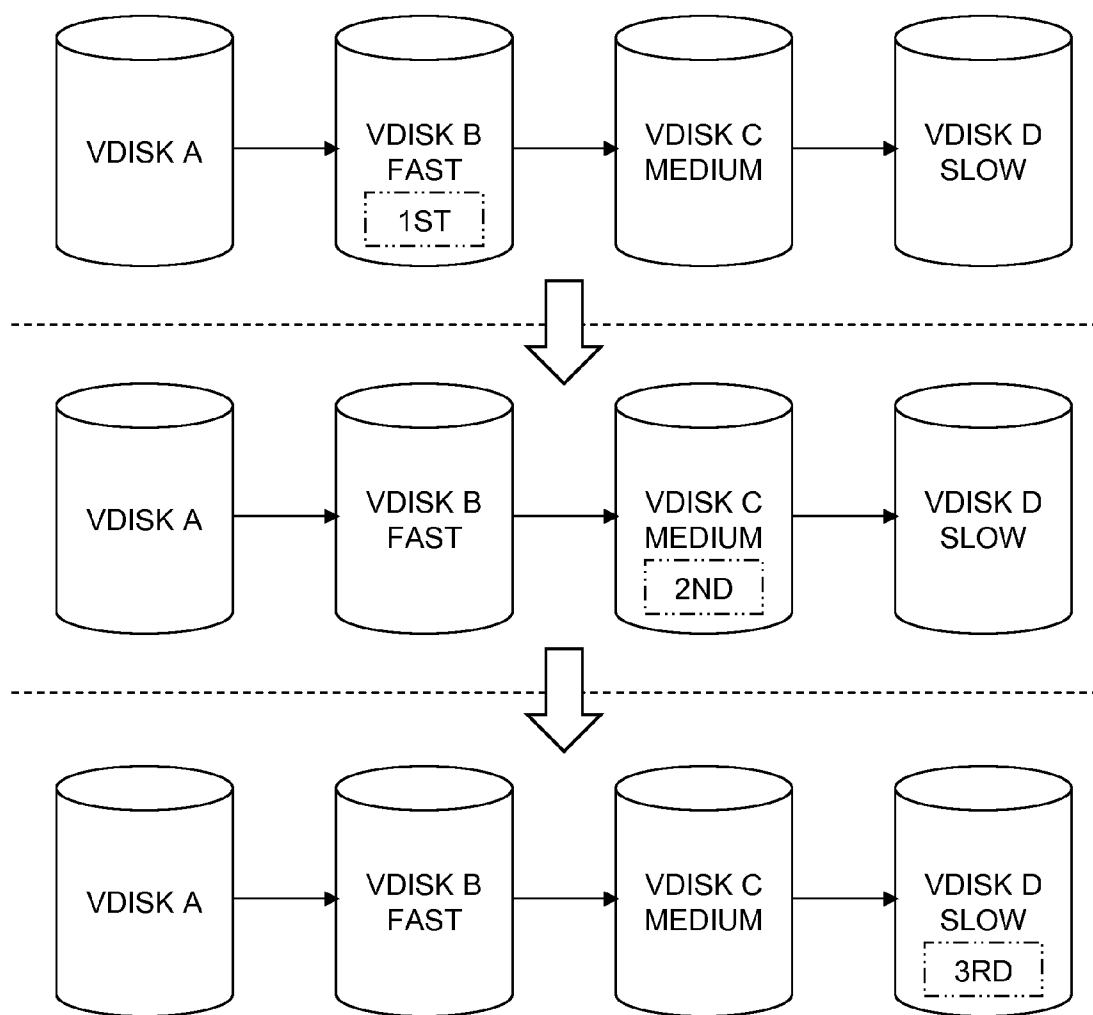 VDISK A
VDISK B
FAST
1ST
VDISK C
MEDIUM
VDISK D
SLOW
VDISK A
VDISK B
FAST
VDISK C
MEDIUM
2ND
VDISK D
SLOW
VDISK A
VDISK B
FAST
VDISK C
MEDIUM
VDISK D
SLOW
3RD